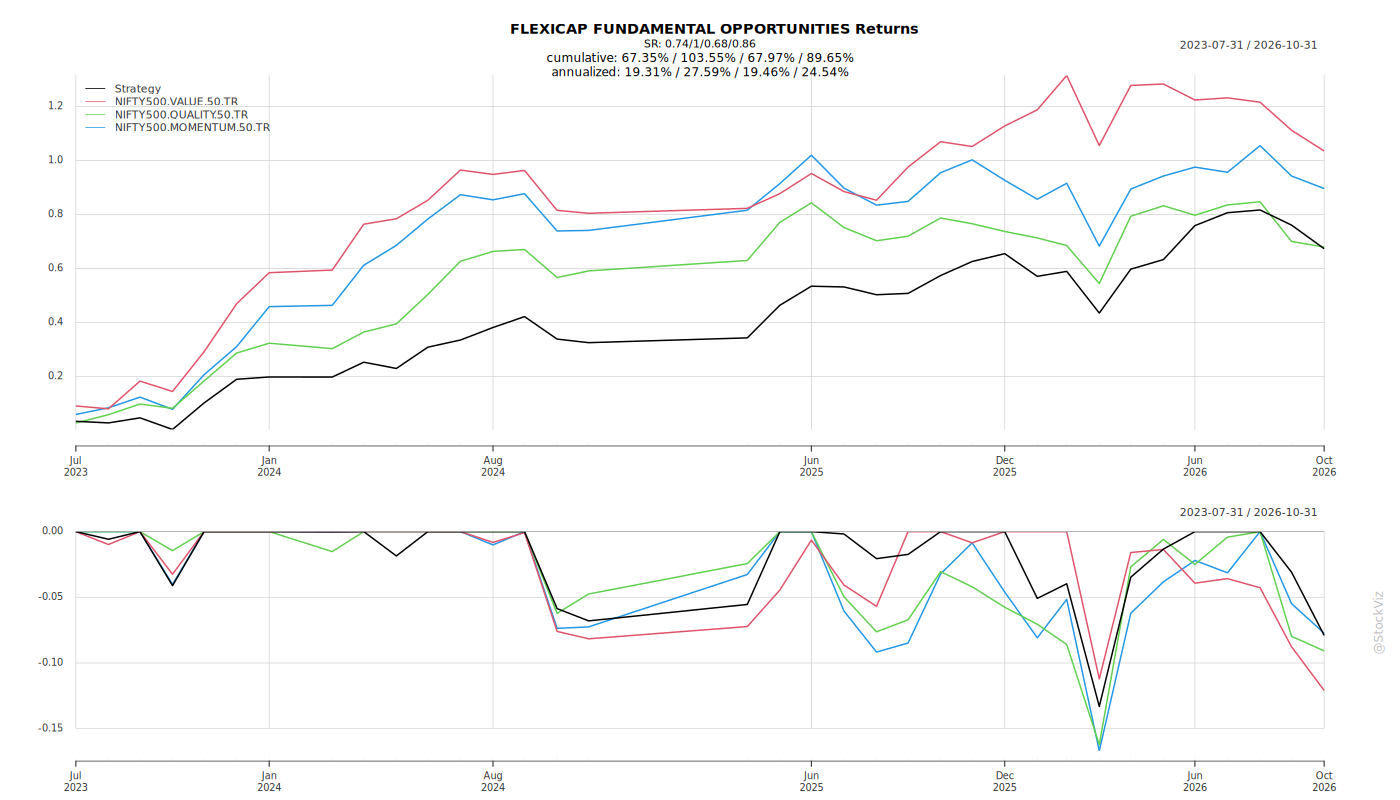 FLEXICAP FUNDAMENTAL OPPORTUNITIES Returns
SR: 0.74/1/0.68/0.86
cumulative: 67.35% / 103.55% / 67.97% / 89.65%
annualized: 19.31% / 27.59% / 19.46% / 24.54%
2023-07-31 / 2026-10-31
Strategy
NIFTY500.VALUE.50.TR
NIFTY500.QUALITY.50.TR
NIFTY500.MOMENTUM.50.TR
1.2
1.0
0.8
0.6
0.4
0.2
Jul 2023
Jan 2024
Aug 2024
Jun 2025
Dec 2025
Jun 2026
Oct 2026
2023-07-31 / 2026-10-31
0.00
-0.05
-0.10
-0.15
Jul 2023
Jan 2024
Aug 2024
Jun 2025
Dec 2025
Jun 2026
Oct 2026
@StockViz